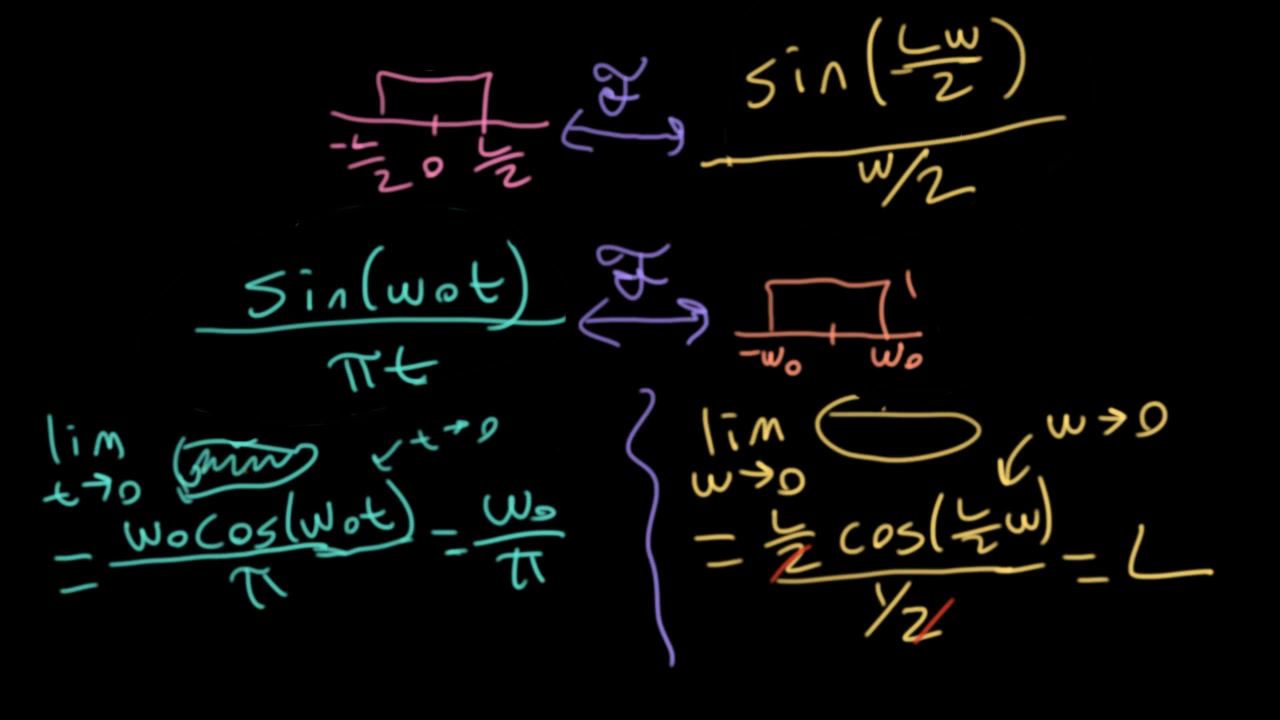 -L/2 0 L/2 ℱ sin(Lw/2) / w/2
sin(w₀t) / πt ℱ -w₀ w₀ 1
lim t→0 t→0
= w₀cos(w₀t) / π = w₀/π
lim w→0 w→0
= L/2 cos(L/2 w) / 1/2 = L